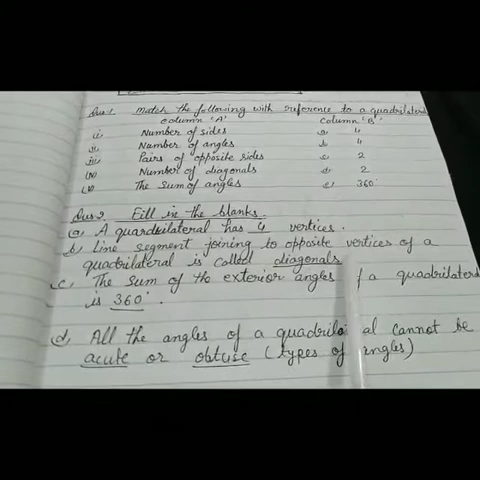 Ans:1 Match the following with reference to a quadrilateral
Column 'A' Column 'B'
(i) Number of sides a) 4
ii) Number of angles b) 4
iii) Pairs of opposite sides c) 2
(iv) Number of diagonals d) 2
(v) The sum of angles e) 360°
Ans:2 Fill in the blanks.
(a) A quadrilateral has 4 vertices.
b) Line segment joining to opposite vertices of a
quadrilateral is called diagonals
c) The sum of the exterior angles f a quadrilateral
is 360°.
d) All the angles of a quadrila al cannot be
acute or obtuse (types of angles)